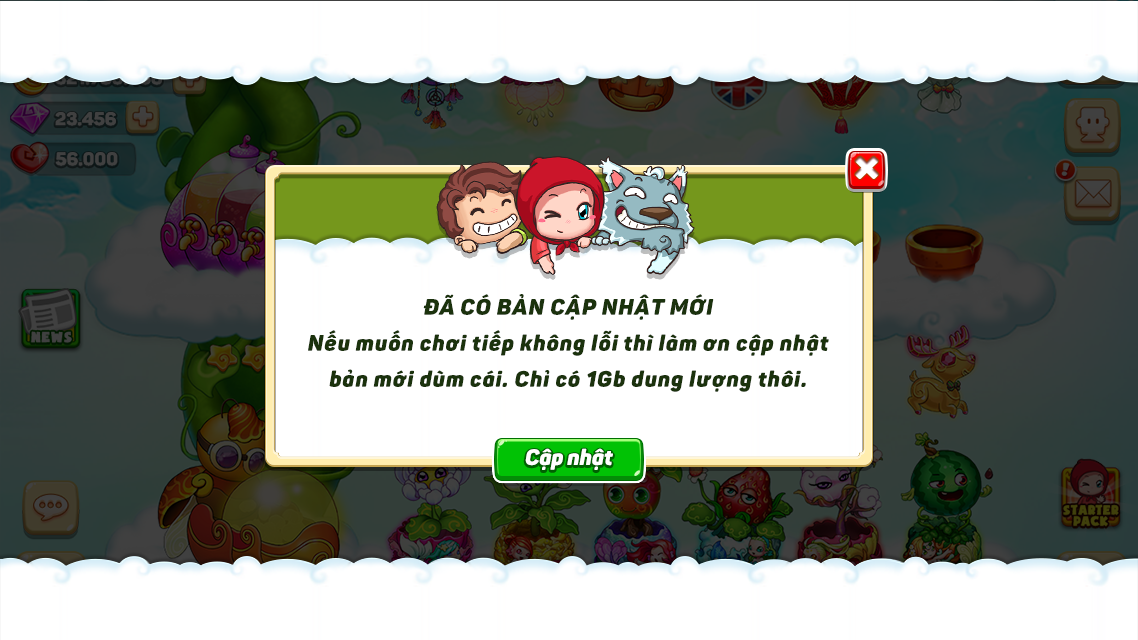 23.456
56.000
ĐÃ CÓ BẢN CẬP NHẬT MỚI
Nếu muốn chơi tiếp không lỗi thì làm ơn cập nhật
bản mới dùm cái. Chỉ có 1Gb dung lượng thôi.
NEWS
Cập nhật
STARTER
PACK